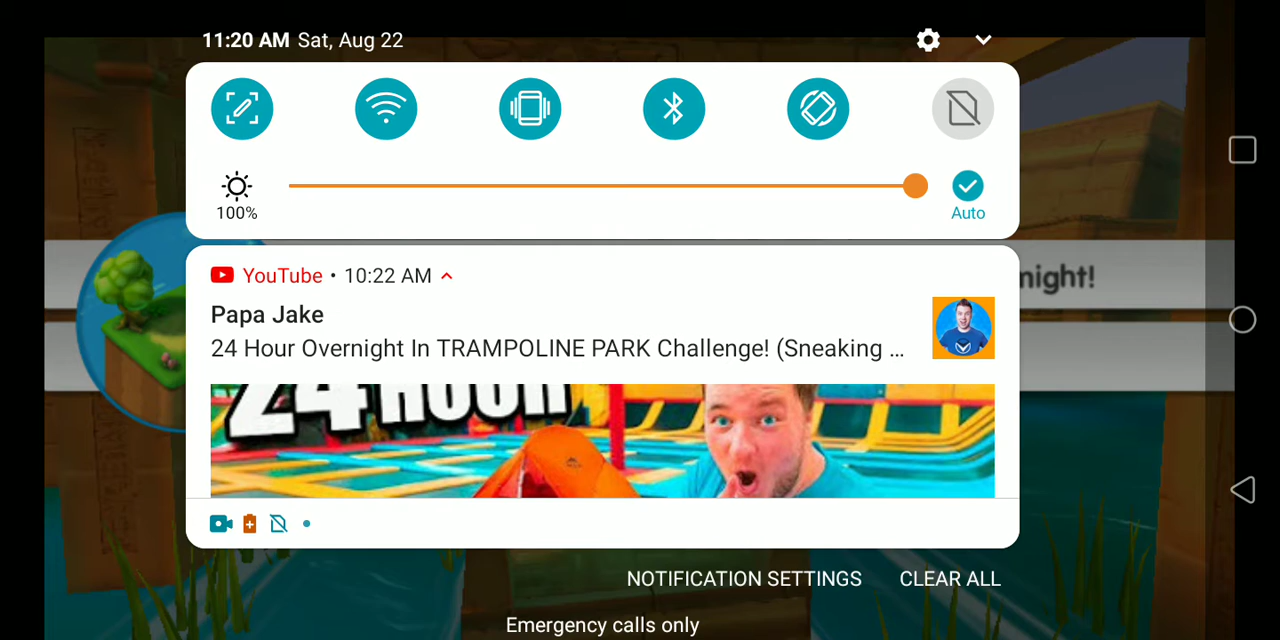 11:20 AM Sat, Aug 22
100%
Auto
YouTube • 10:22 AM
Papa Jake
24 Hour Overnight In TRAMPOLINE PARK Challenge! (Sneaking ...
24 HOUR
night!
NOTIFICATION SETTINGS CLEAR ALL
Emergency calls only